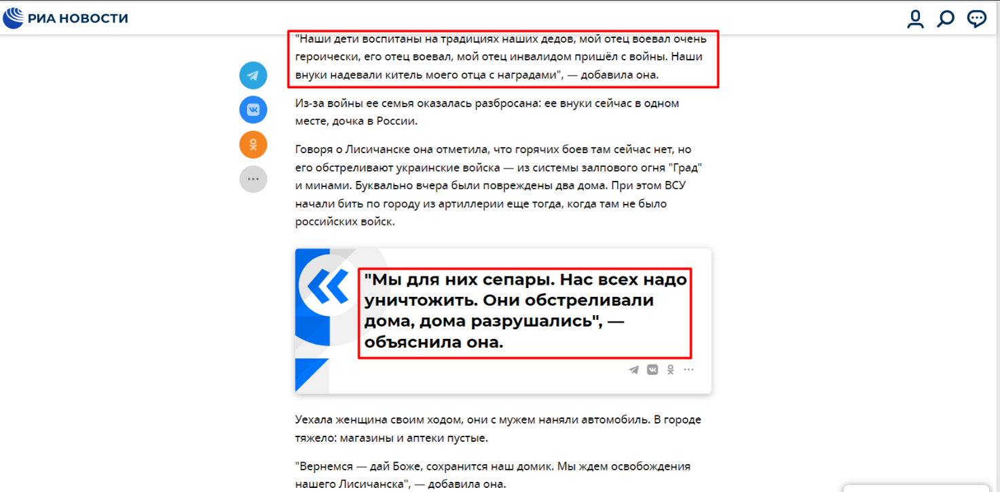 РИА НОВОСТИ
"Наши дети воспитаны на традициях наших дедов, мой отец воевал очень
героически, его отец воевал, мой отец инвалидом пришёл с войны. Наши
внуки надевали китель моего отца с наградами", — добавила она.
Из-за войны ее семья оказалась разбросана: ее внуки сейчас в одном
месте, дочка в России.
Говоря о Лисичанске она отметила, что горячих боев там сейчас нет, но
его обстреливают украинские войска — из системы залпового огня "Град"
и минами. Буквально вчера были повреждены два дома. При этом ВСУ
начали бить по городу из артиллерии еще тогда, когда там не было
российских войск.
"Мы для них сепары. Нас всех надо
уничтожить. Они обстреливали
дома, дома разрушались", —
объяснила она.
Уехала женщина своим ходом, они с мужем наняли автомобиль. В городе
тяжело: магазины и аптеки пустые.
"Вернемся — дай Боже, сохранится наш домик. Мы ждем освобождения
нашего Лисичанска", — добавила она.